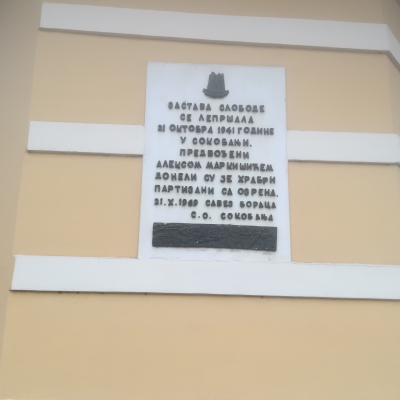 ЗАСТАВА СЛОБОДЕ
СЕ ЛЕПРШАЛА
21 ОКТОБРА 1941 ГОДИНЕ
У СОКОБАЊИ.
ПРЕДВОЂЕНИ
АЛЕКСОМ МАРКИШИЋЕМ
ДОНЕЛИ СУ ЈЕ ХРАБРИ
ПАРТИЗАНИ СА ОЗРЕНА.
21.X.1969 САВЕЗ БОРАЦА
С.О. СОКОБАЊА